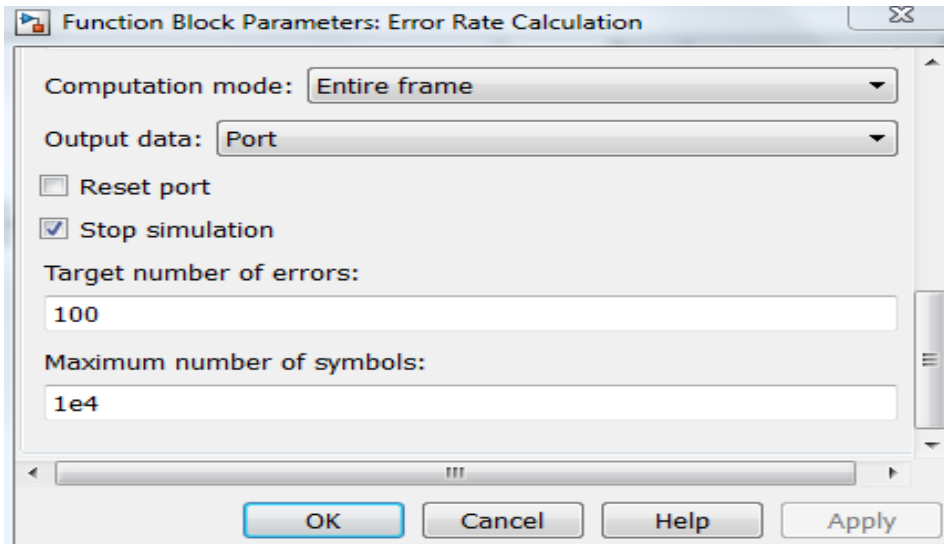 Function Block Parameters: Error Rate Calculation
Computation mode: Entire frame
Output data: Port
Reset port
Stop simulation
Target number of errors:
100
Maximum number of symbols:
1e4
OK Cancel Help Apply